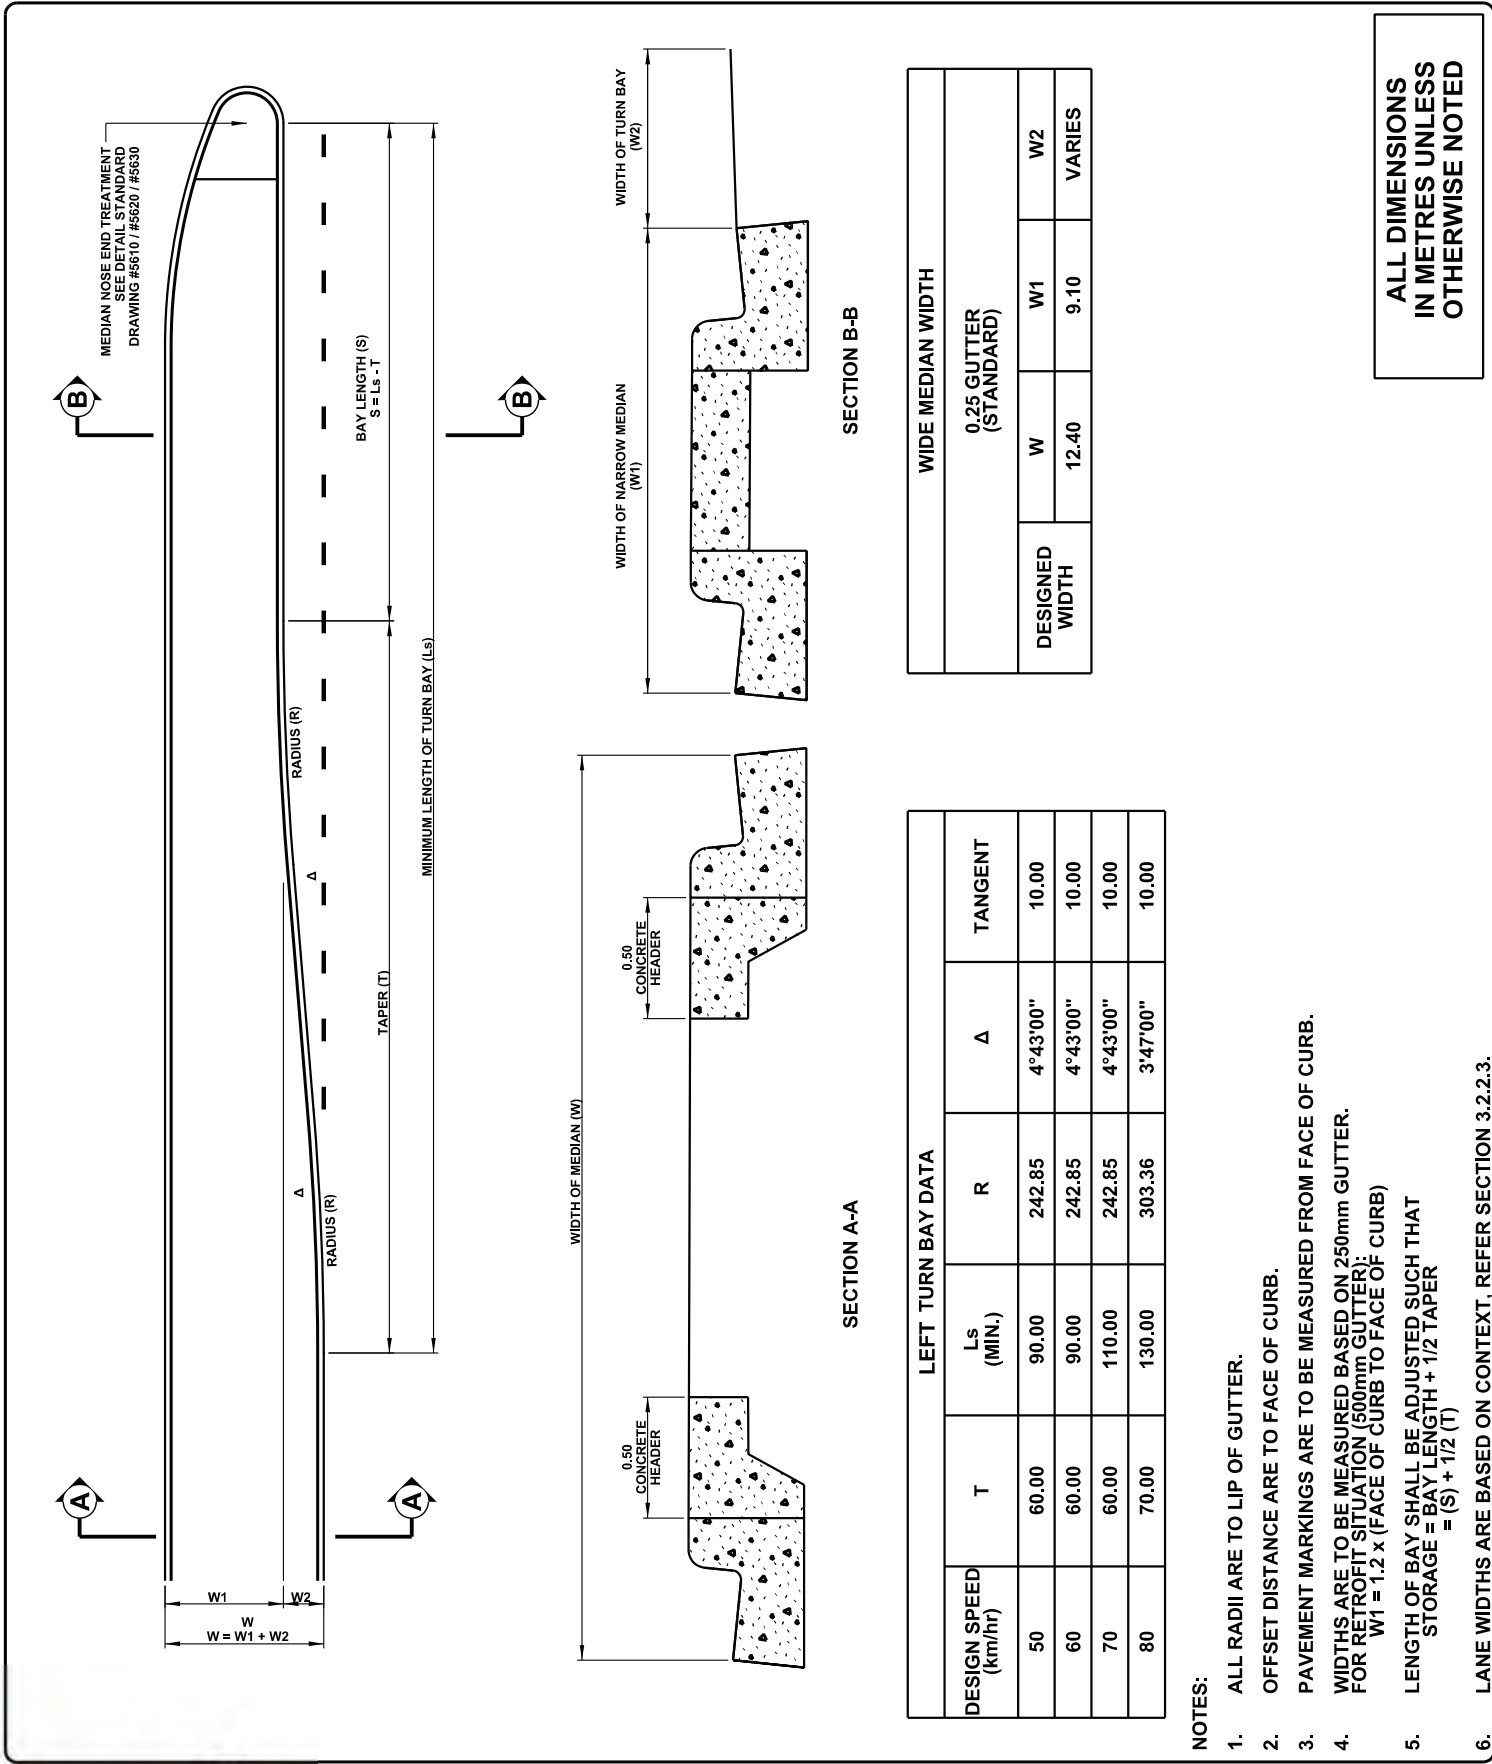 MEDIAN NOSE END TREATMENT
SEE DETAIL STANDARD
DRAWING #5610 / #5620 / #5630
A
B
W1
W2
W
W = W1 + W2
Δ
RADIUS (R)
Δ
RADIUS (R)
A
B
BAY LENGTH (S)
S = Ls - T
TAPER (T)
MINIMUM LENGTH OF TURN BAY (Ls)
WIDTH OF MEDIAN (W)
0.50
CONCRETE
HEADER
0.50
CONCRETE
HEADER
SECTION A-A
WIDTH OF NARROW MEDIAN
(W1)
WIDTH OF TURN BAY
(W2)
SECTION B-B
LEFT TURN BAY DATA
DESIGN SPEED
(km/hr)
T
Ls
(MIN.)
R
Δ
TANGENT
50 60.00 90.00 242.85 4°43'00" 10.00
60 60.00 90.00 242.85 4°43'00" 10.00
70 60.00 110.00 242.85 4°43'00" 10.00
80 70.00 130.00 303.36 3'47'00" 10.00
WIDE MEDIAN WIDTH
0.25 GUTTER
(STANDARD)
DESIGNED
WIDTH
W W1 W2
12.40 9.10 VARIES
NOTES:
1. ALL RADII ARE TO LIP OF GUTTER.
2. OFFSET DISTANCE ARE TO FACE OF CURB.
3. PAVEMENT MARKINGS ARE TO BE MEASURED FROM FACE OF CURB.
4. WIDTHS ARE TO BE MEASURED BASED ON 250mm GUTTER.
FOR RETROFIT SITUATION (500mm GUTTER):
W1 = 1.2 x (FACE OF CURB TO FACE OF CURB)
5. LENGTH OF BAY SHALL BE ADJUSTED SUCH THAT
STORAGE = BAY LENGTH + 1/2 TAPER
= (S) + 1/2 (T)
6. LANE WIDTHS ARE BASED ON CONTEXT, REFER SECTION 3.2.2.3.
ALL DIMENSIONS
IN METRES UNLESS
OTHERWISE NOTED